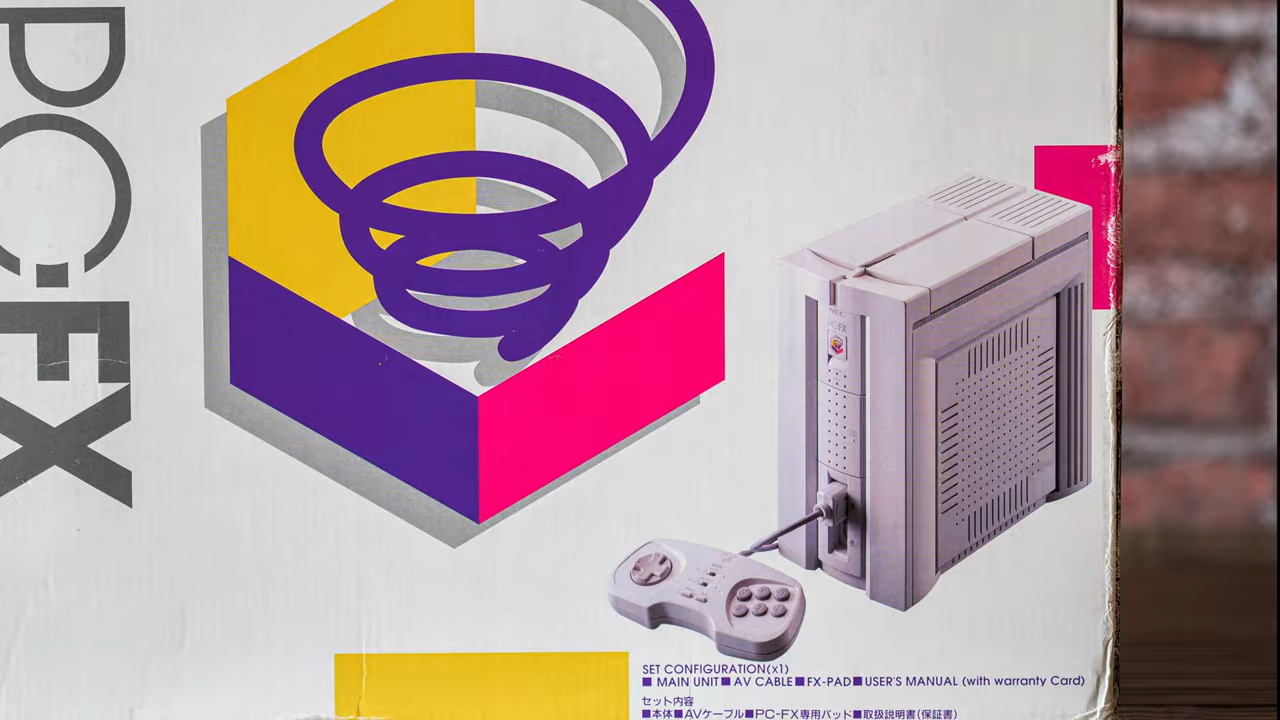 PC-FX
NEC
PC-FX
SET CONFIGURATION(x1)
■ MAIN UNIT■ AV CABLE■FX-PAD■USER'S MANUAL (with warranty Card)
セット内容
■本体■AVケーブル■PC-FX専用パッド■取扱説明書(保証書)